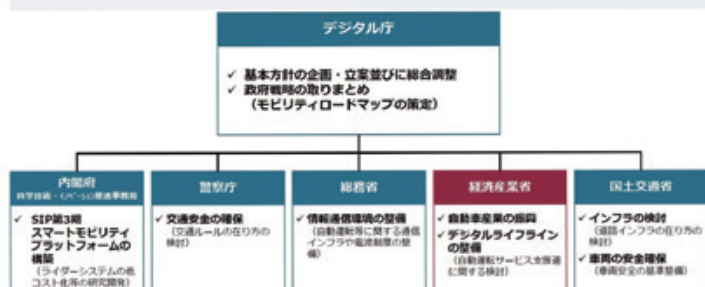 デジタル庁
✓ 基本方針の企画・立案並びに総合調整
✓ 政府戦略の取りまとめ
（モビリティロードマップの策定）
内閣府
科学技術・イノベーション推進事務局
✓ SIP第3期
スマートモビリティ
プラットフォームの
構築
（ライダーシステムの低
コスト化等の研究開発）
警察庁
✓ 交通安全の確保
（交通ルールの在り方の
検討）
総務省
✓ 情報通信環境の整備
（自動運転等に関する通信
インフラや電波制度の整
備）
経済産業省
✓ 自動車産業の振興
✓ デジタルライフライン
の整備
（自動運転サービス支援道
に関する検討）
国土交通省
✓ インフラの検討
（道路インフラの在り方の
検討）
✓ 車両の安全確保
（車両安全の基準整備）